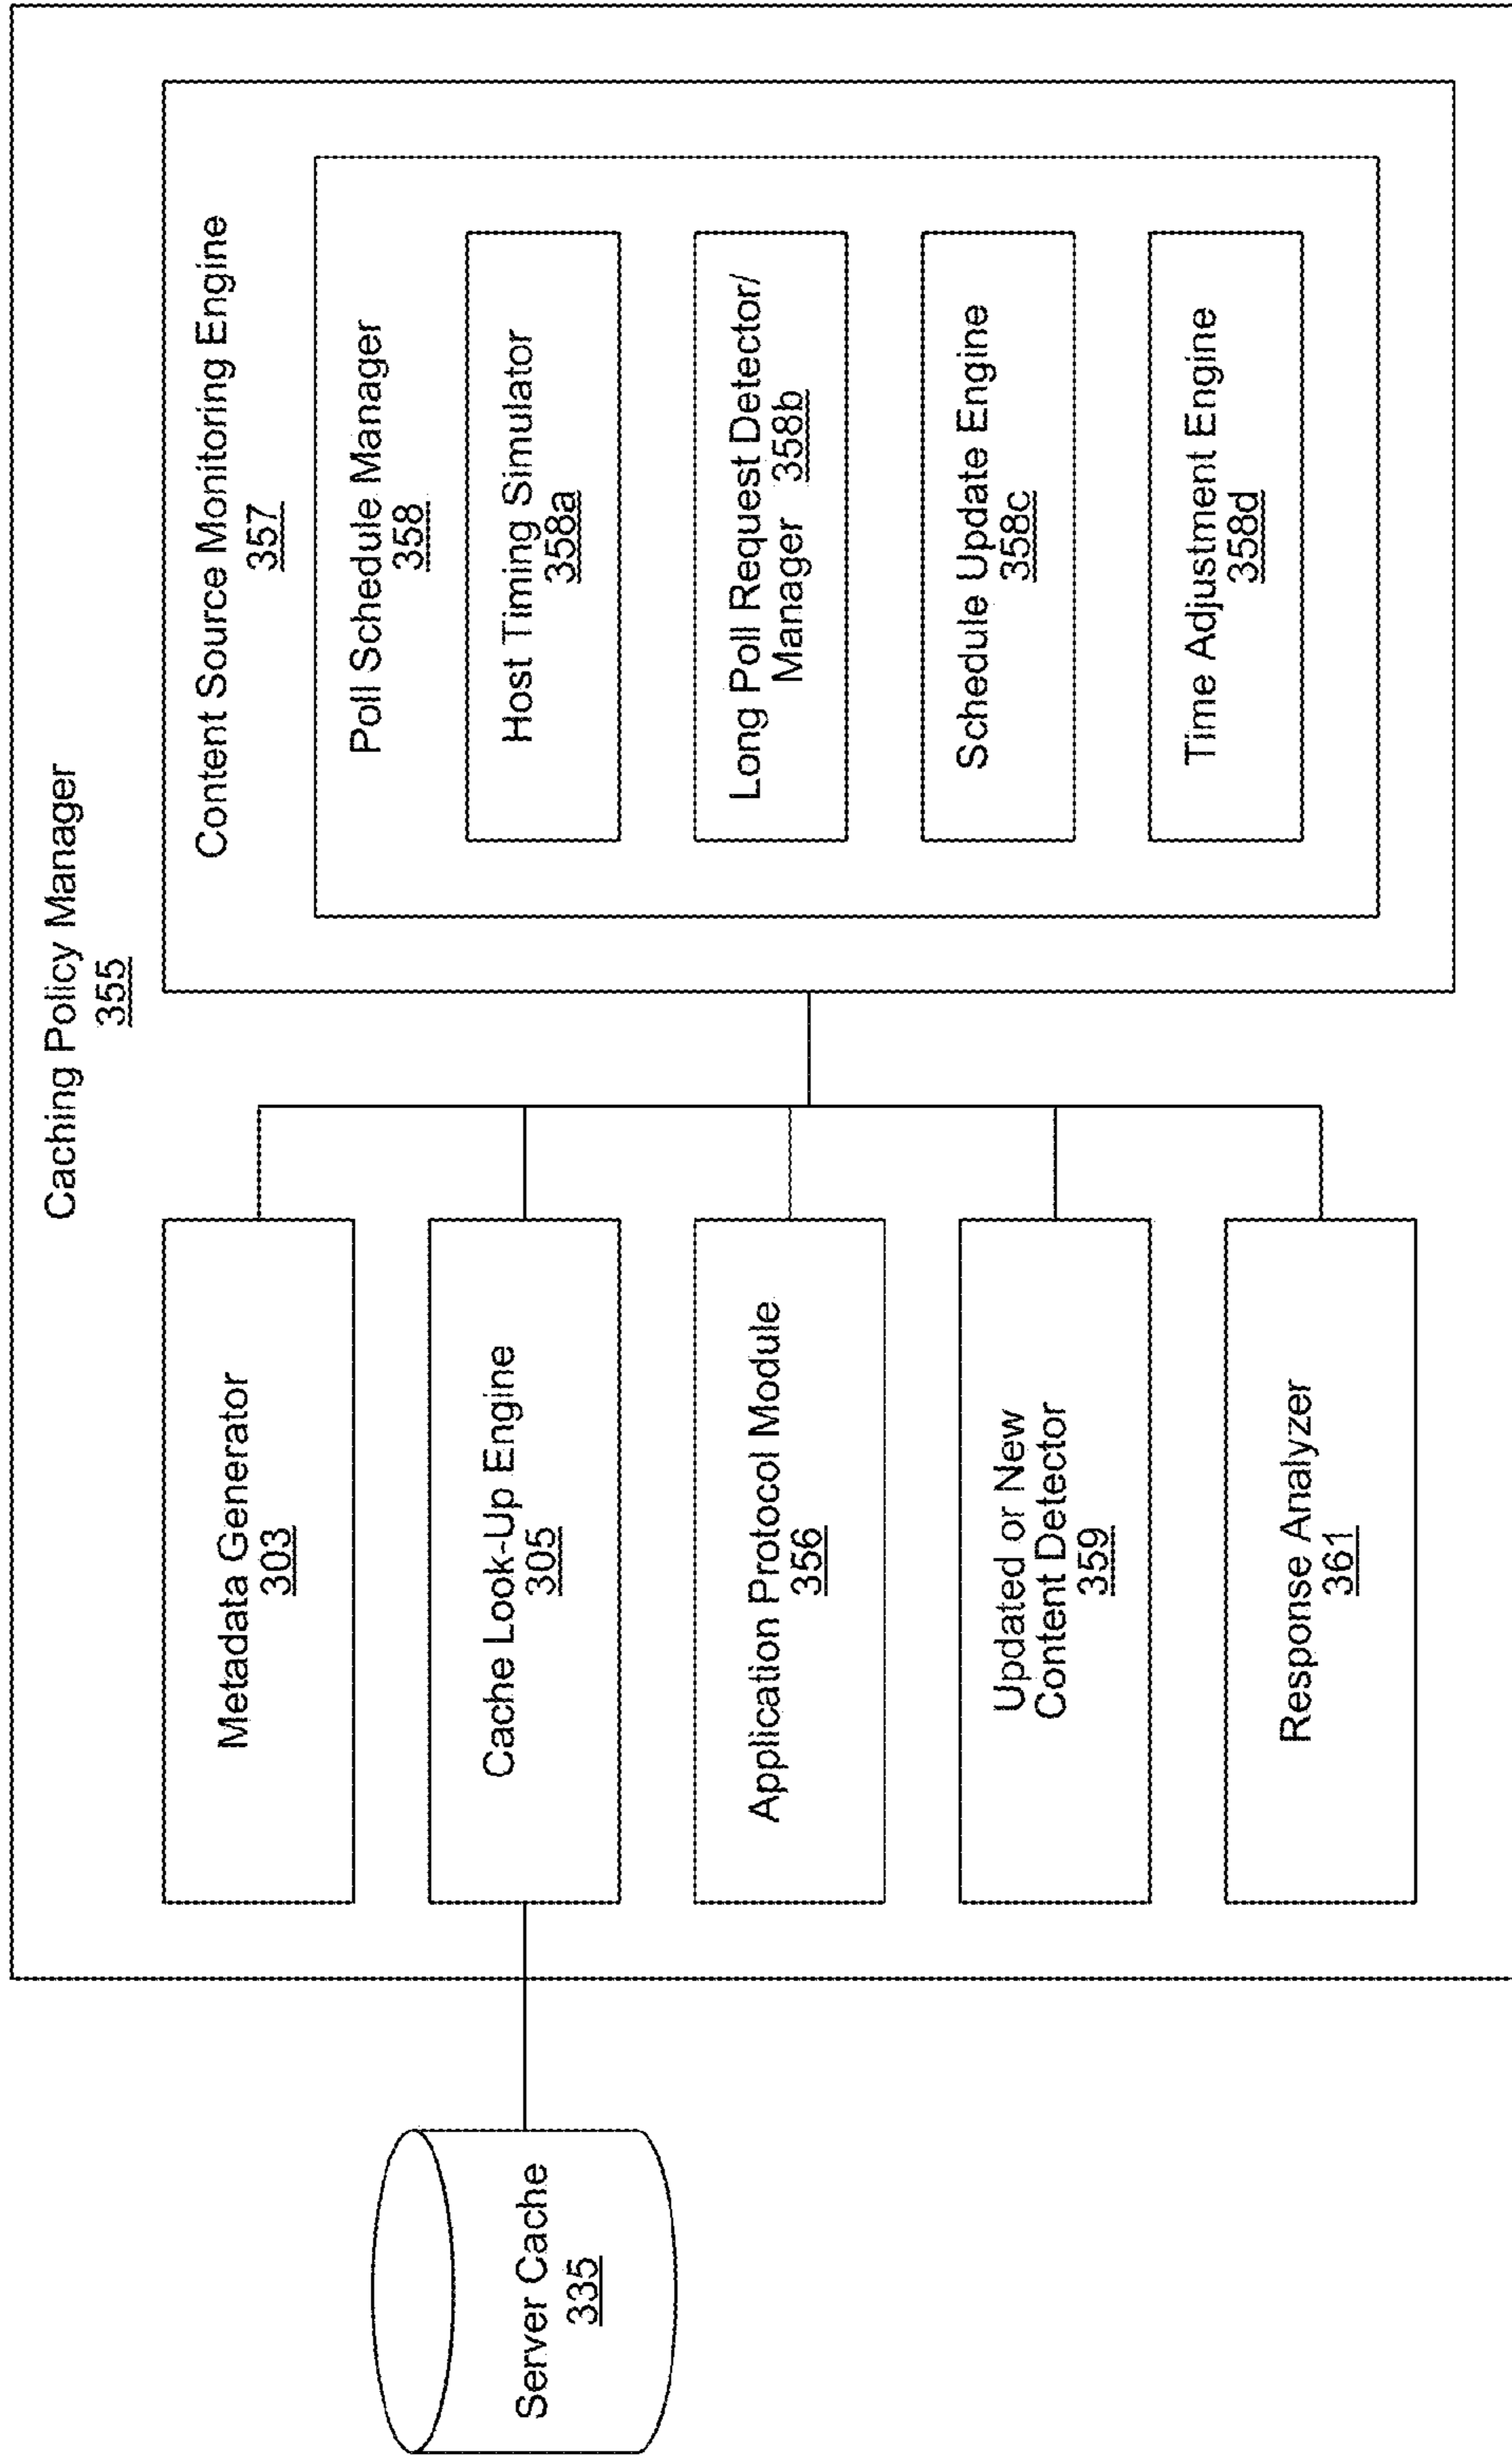 Caching Policy Manager
355
Server Cache
335
Metadata Generator
303
Cache Look-Up Engine
305
Application Protocol Module
356
Updated or New
Content Detector
359
Response Analyzer
361
Content Source Monitoring Engine
357
Poll Schedule Manager
358
Host Timing Simulator
358a
Long Poll Request Detector/
Manager 358b
Schedule Update Engine
358c
Time Adjustment Engine
358d